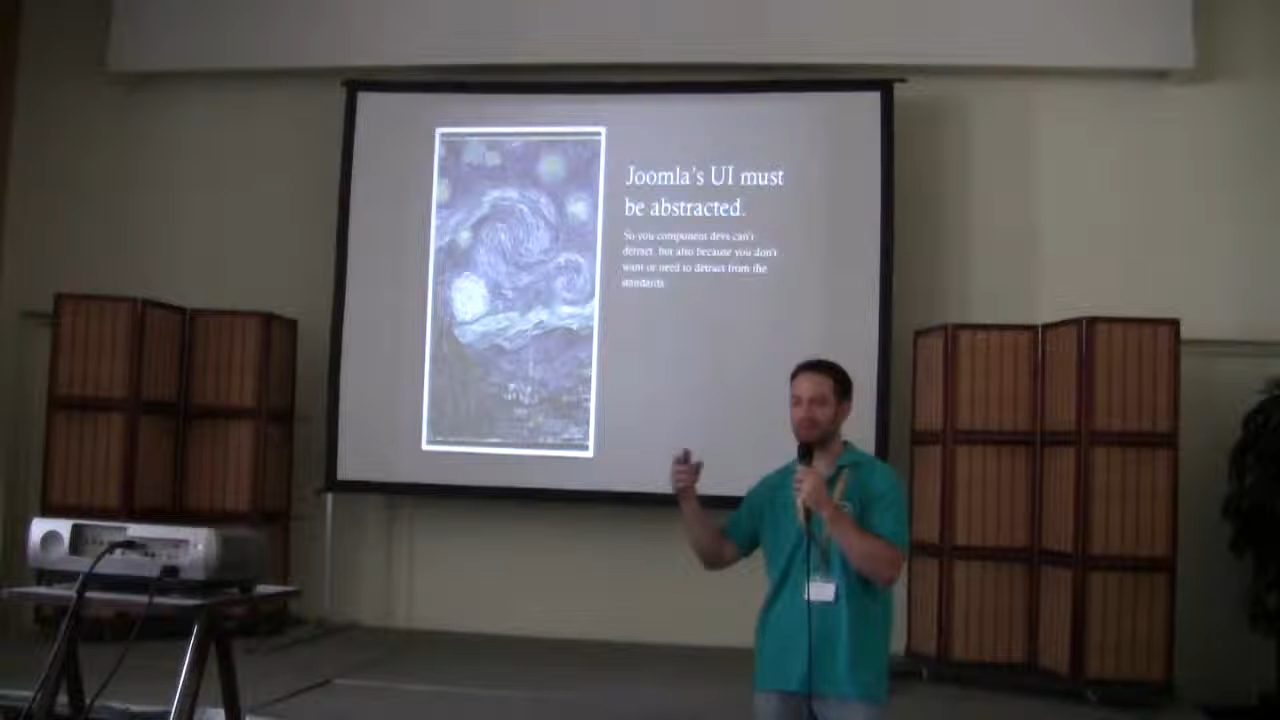 Joomla's UI must
be abstracted.
So you component devs can't
detract, but also because you don't
want or need to detract from the
standards.